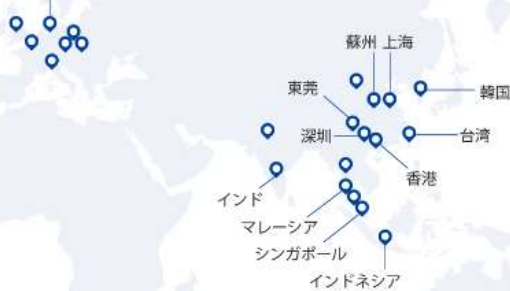 蘇州 上海
東莞
韓国
深圳
台湾
香港
インド
マレーシア
シンガポール
インドネシア